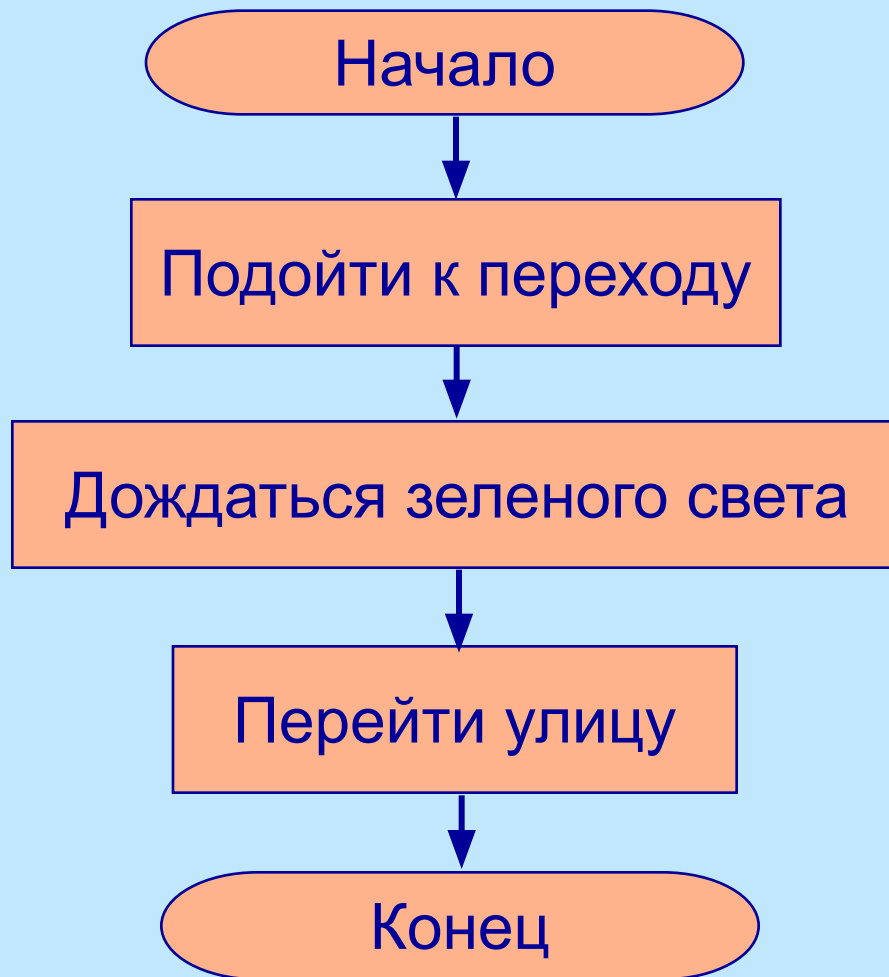 Начало
Подойти к переходу
Дождаться зеленого света
Перейти улицу
Конец